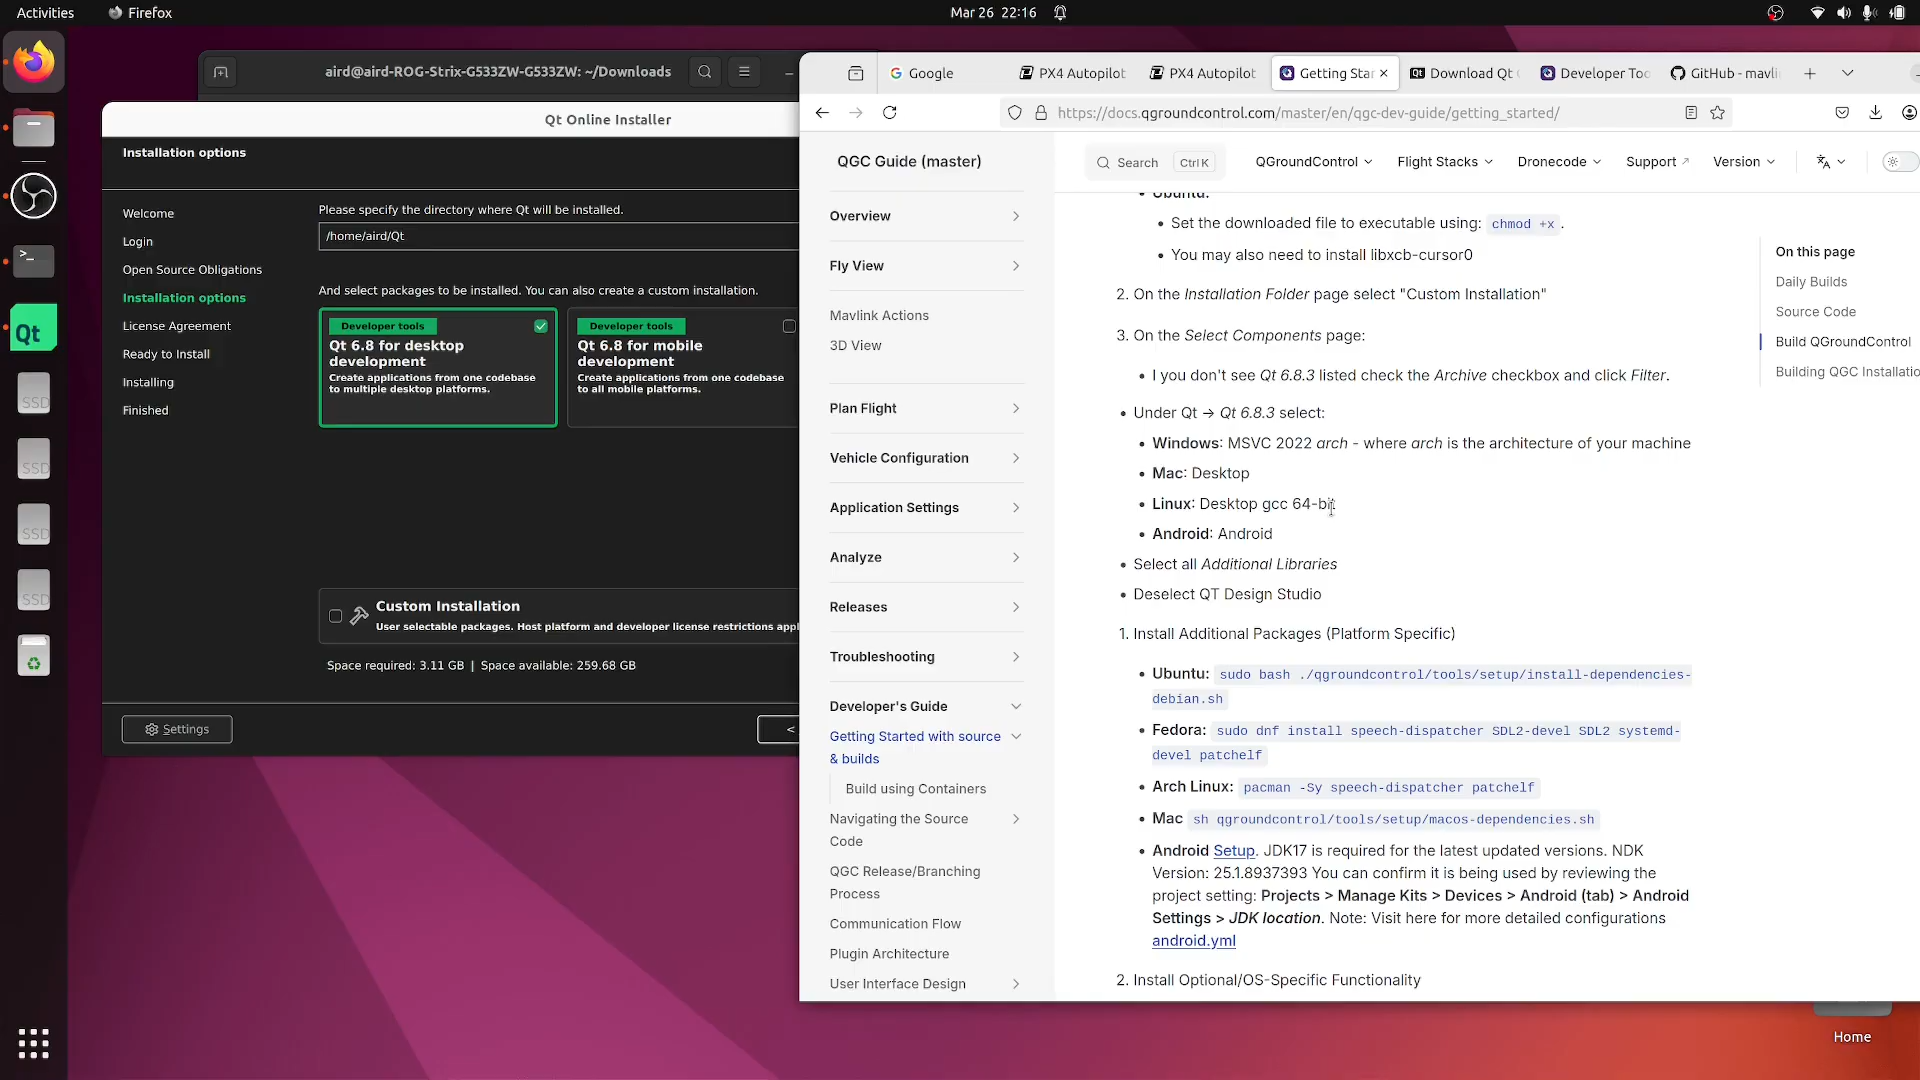 Activities
Firefox
Mar 26 22:16
aird@aird-ROG-Strix-G533ZW-G533ZW: ~/Downloads
Qt Online Installer
Installation options
Welcome
Login
Open Source Obligations
Installation options
License Agreement
Ready to Install
Installing
Finished
Please specify the directory where Qt will be installed.
/home/aird/Qt
And select packages to be installed. You can also create a custom installation.
Developer tools
Qt 6.8 for desktop
development
Create applications from one codebase
to multiple desktop platforms.
Developer tools
Qt 6.8 for mobile
development
Create applications from one codebase
to all mobile platforms.
Custom Installation
User selectable packages. Host platform and developer license restrictions appl
Space required: 3.11 GB | Space available: 259.68 GB
Settings
<
Qt
SSD
SSD
SSD
SSD
Google
PX4 Autopilot
PX4 Autopilot
Getting Star
Download Qt
Developer Too
GitHub - mavli
https://docs.qgroundcontrol.com/master/en/qgc-dev-guide/getting_started/
QGC Guide (master)
Search Ctrl K
QGroundControl
Flight Stacks
Dronecode
Support
Version
Overview
Fly View
Mavlink Actions
3D View
Plan Flight
Vehicle Configuration
Application Settings
Analyze
Releases
Troubleshooting
Developer's Guide
Getting Started with source
& builds
Build using Containers
Navigating the Source
Code
QGC Release/Branching
Process
Communication Flow
Plugin Architecture
User Interface Design
• Ubuntu:
• Set the downloaded file to executable using: chmod +x.
• You may also need to install libxcb-cursor0
2. On the Installation Folder page select "Custom Installation"
3. On the Select Components page:
• I you don't see Qt 6.8.3 listed check the Archive checkbox and click Filter.
• Under Qt → Qt 6.8.3 select:
• Windows: MSVC 2022 arch - where arch is the architecture of your machine
• Mac: Desktop
• Linux: Desktop gcc 64-bit
• Android: Android
• Select all Additional Libraries
• Deselect QT Design Studio
1. Install Additional Packages (Platform Specific)
• Ubuntu: sudo bash ./qgroundcontrol/tools/setup/install-dependencies-
debian.sh
• Fedora: sudo dnf install speech-dispatcher SDL2-devel SDL2 systemd-
devel patchelf
• Arch Linux: pacman -Sy speech-dispatcher patchelf
• Mac sh qgroundcontrol/tools/setup/macos-dependencies.sh
• Android Setup. JDK17 is required for the latest updated versions. NDK
Version: 25.1.8937393 You can confirm it is being used by reviewing the
project setting: Projects > Manage Kits > Devices > Android (tab) > Android
Settings > JDK location. Note: Visit here for more detailed configurations
android.yml
2. Install Optional/OS-Specific Functionality
On this page
Daily Builds
Source Code
Build QGroundControl
Building QGC Installatio
Home